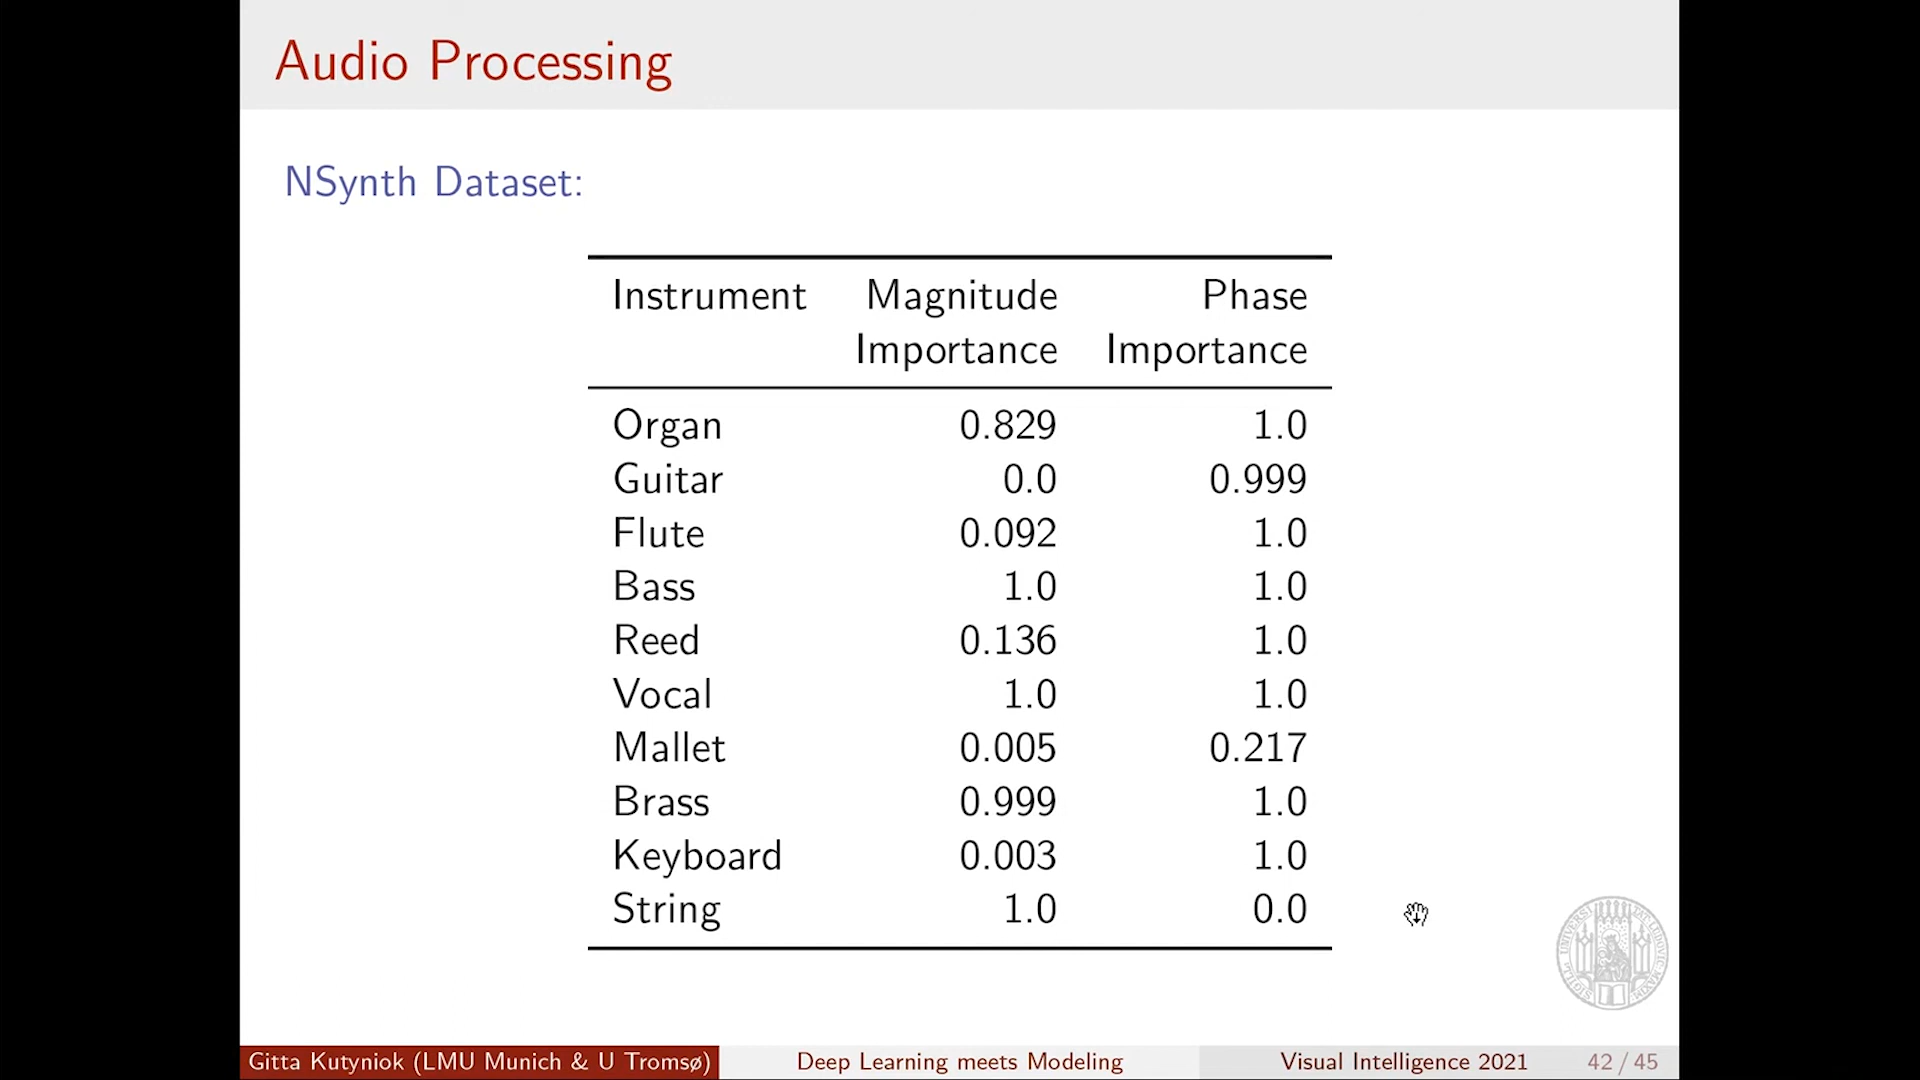 Audio Processing
NSynth Dataset:
Instrument Magnitude Phase
Importance Importance
Organ 0.829 1.0
Guitar 0.0 0.999
Flute 0.092 1.0
Bass 1.0 1.0
Reed 0.136 1.0
Vocal 1.0 1.0
Mallet 0.005 0.217
Brass 0.999 1.0
Keyboard 0.003 1.0
String 1.0 0.0
Gitta Kutyniok (LMU Munich & U Tromsø) Deep Learning meets Modeling Visual Intelligence 2021 42 / 45